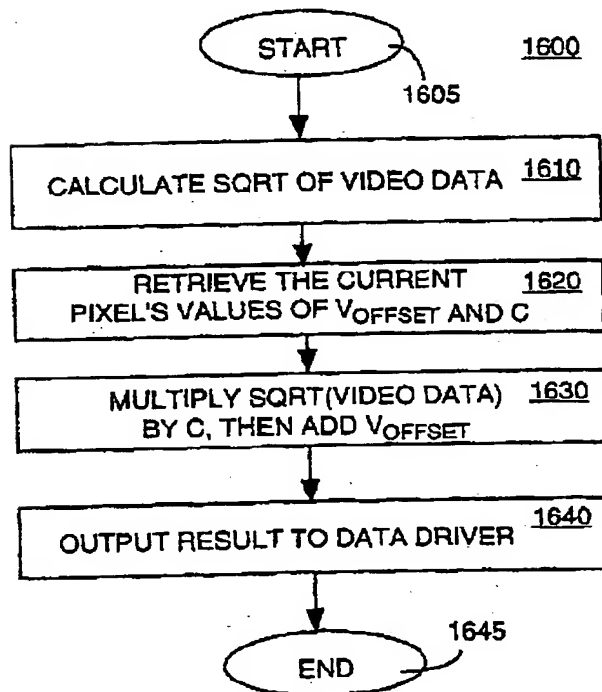 START
1600
1605
CALCULATE SQRT OF VIDEO DATA 1610
RETRIEVE THE CURRENT 1620
PIXEL'S VALUES OF VOFFSET AND C
MULTIPLY SQRT(VIDEO DATA) 1630
BY C, THEN ADD VOFFSET
OUTPUT RESULT TO DATA DRIVER 1640
1645
END